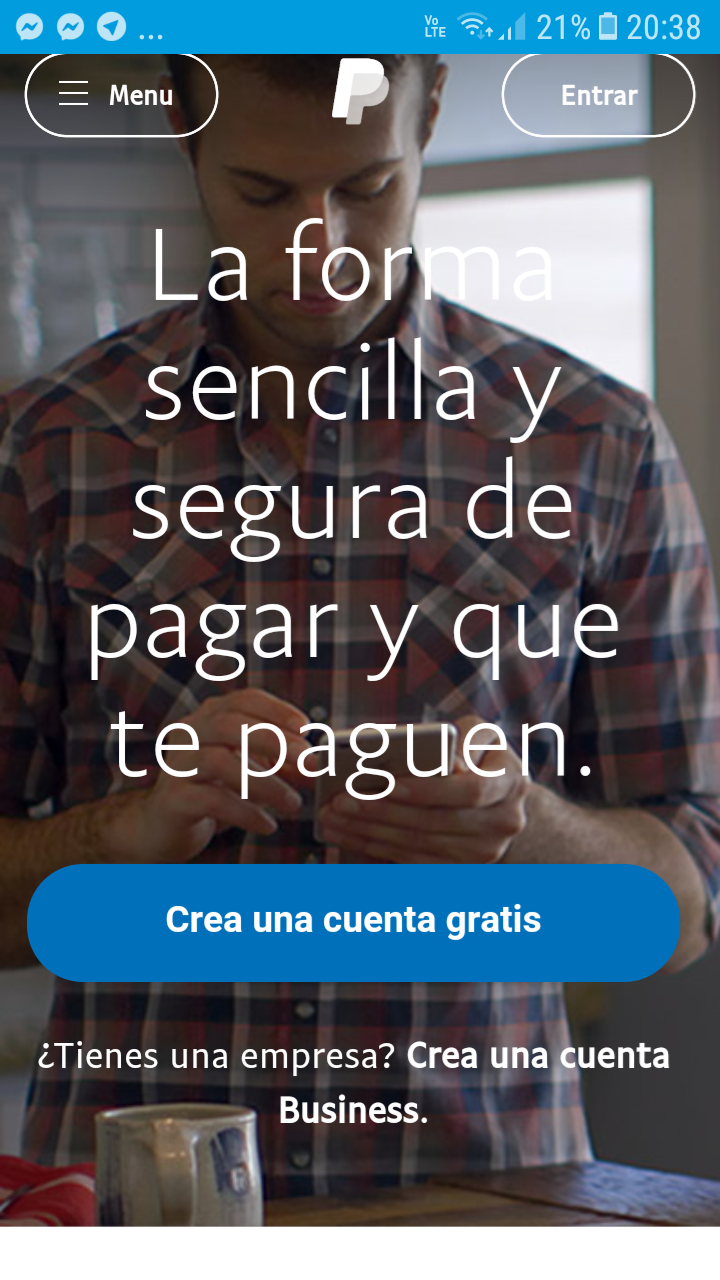 Vo
LTE
21%
20:38
...
Menu
Entrar
La forma
sencilla y
segura de
pagar y que
te paguen.
Crea una cuenta gratis
¿Tienes una empresa? Crea una cuenta
Business.